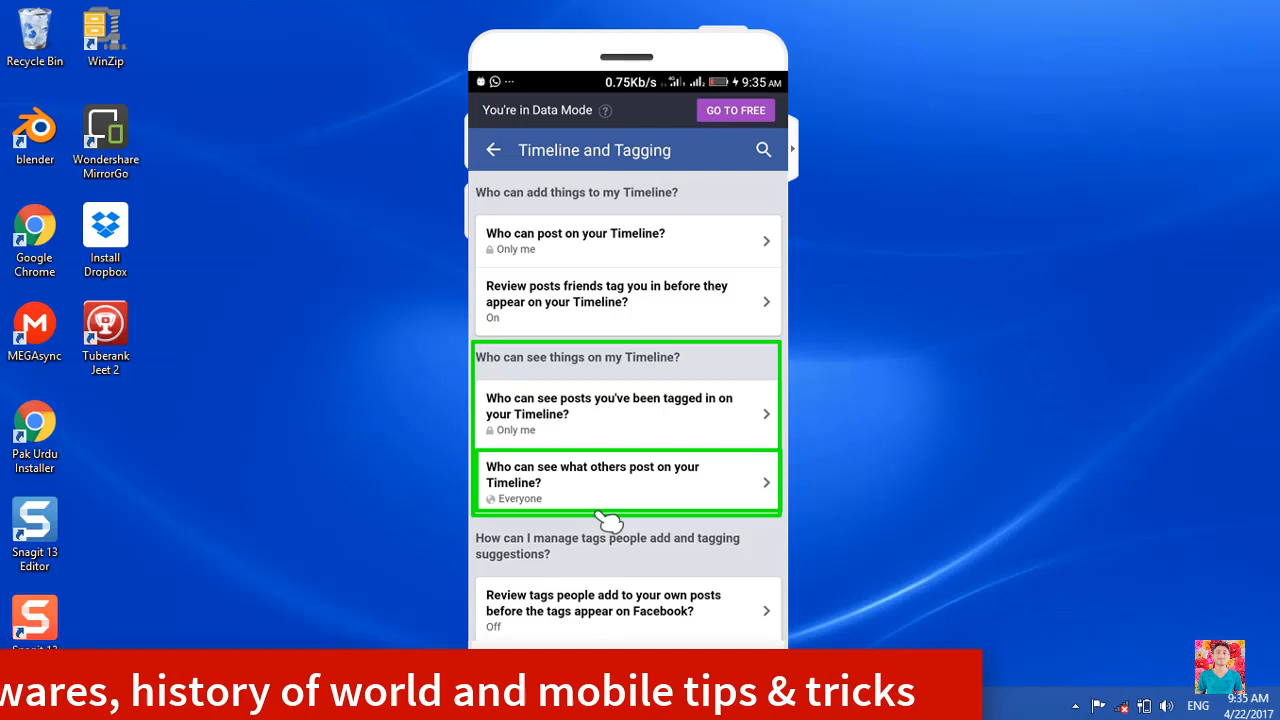 Recycle Bin
WinZip
blender
Wondershare
MirrorGo
Google
Chrome
Install
Dropbox
MEGAsync
Tuberank
Jeet 2
Pak Urdu
Installer
Snagit 13
Editor
0.75Kb/s
4G
9:35 AM
You're in Data Mode ?
GO TO FREE
Timeline and Tagging
Who can add things to my Timeline?
Who can post on your Timeline?
Only me
Review posts friends tag you in before they
appear on your Timeline?
On
Who can see things on my Timeline?
Who can see posts you've been tagged in on
your Timeline?
Only me
Who can see what others post on your
Timeline?
Everyone
How can I manage tags people add and tagging
suggestions?
Review tags people add to your own posts
before the tags appear on Facebook?
Off
wares, history of world and mobile tips & tricks
ENG
9:35 AM
4/22/2017